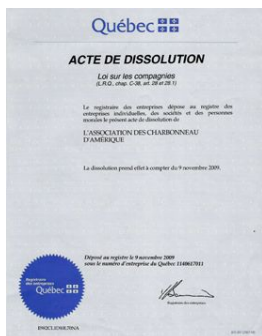 Québec
ACTE DE DISSOLUTION
Loi sur les compagnies
(L.R.Q., chap. C-38, art. 28 et 28.1)
Le registraire des entreprises dépose au registre des
entreprises individuelles, des sociétés et des personnes
morales le présent acte de dissolution de
L'ASSOCIATION DES CHARBONNEAU
D'AMÉRIQUE
La dissolution prend effet à compter du 9 novembre 2009.
Déposé au registre le 9 novembre 2009
sous le numéro d'entreprise du Québec 1140617011
Registraire
des entreprises
Québec
Registraire des entreprises